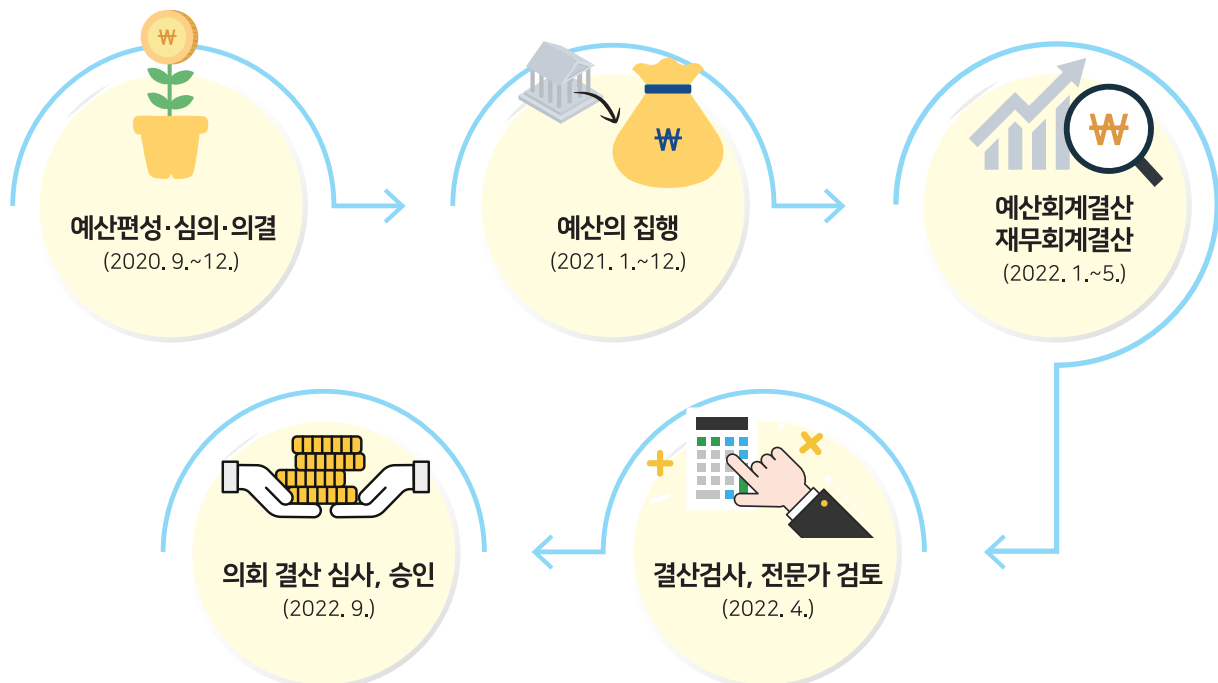 ₩
예산편성·심의·의결
(2020. 9.~12.)
₩
예산의 집행
(2021. 1.~12.)
₩
예산회계결산
재무회계결산
(2022. 1.~5.)
결산검사, 전문가 검토
(2022. 4.)
의회 결산 심사, 승인
(2022. 9.)